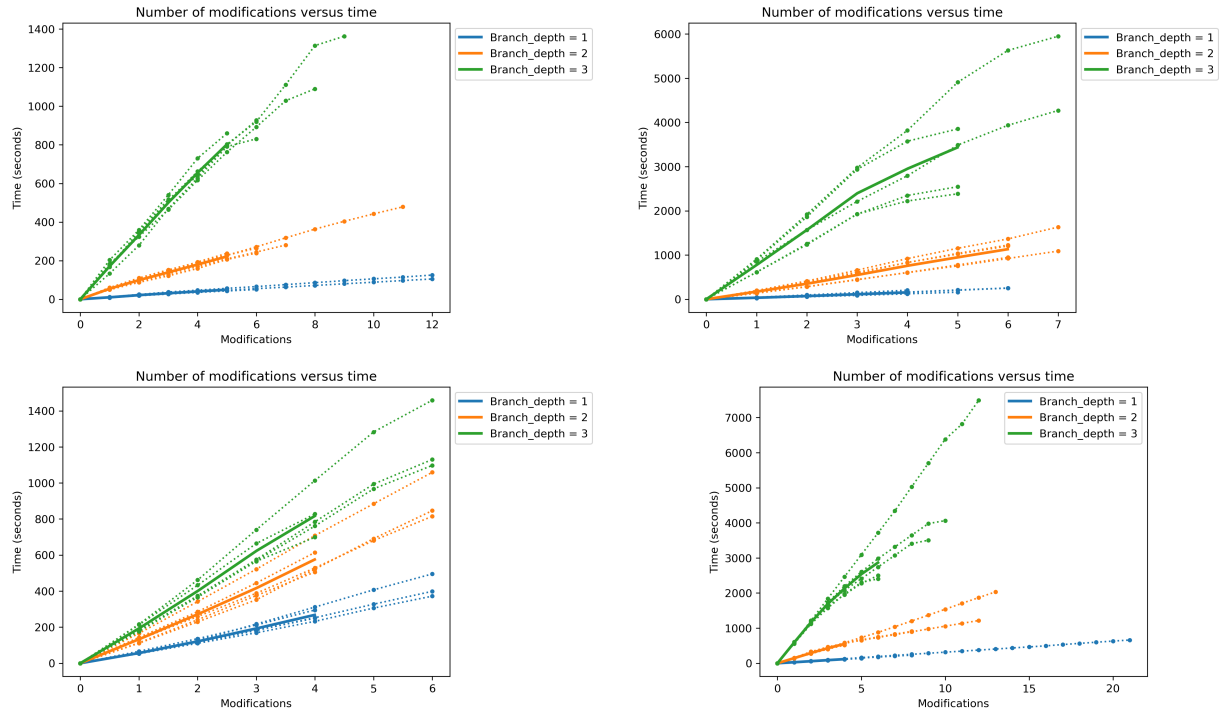 Number of modifications versus time
1400
1200
1000
800
600
400
200
0
Time (seconds)
0 2 4 6 8 10 12
Modifications
Branch_depth = 1
Branch_depth = 2
Branch_depth = 3
Number of modifications versus time
6000
5000
4000
3000
2000
1000
0
Time (seconds)
0 1 2 3 4 5 6 7
Modifications
Branch_depth = 1
Branch_depth = 2
Branch_depth = 3
Number of modifications versus time
1400
1200
1000
800
600
400
200
0
Time (seconds)
0 1 2 3 4 5 6
Modifications
Branch_depth = 1
Branch_depth = 2
Branch_depth = 3
Number of modifications versus time
7000
6000
5000
4000
3000
2000
1000
0
Time (seconds)
0 5 10 15 20
Modifications
Branch_depth = 1
Branch_depth = 2
Branch_depth = 3